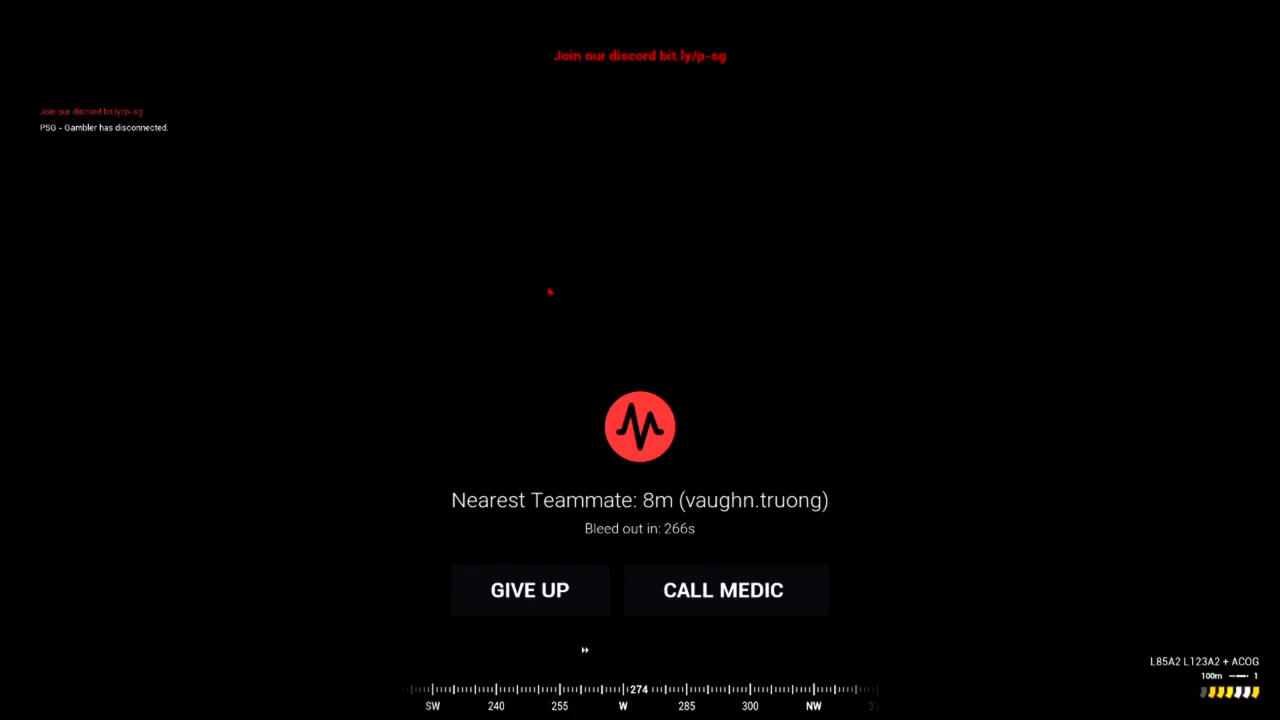 Join our discord bit.ly/p-sg
Join our discord bit.ly/p-sg
PSG - Gambler has disconnected.
Nearest Teammate: 8m (vaughn.truong)
Bleed out in: 266s
GIVE UP
CALL MEDIC
L85A2 L123A2 + ACOG
100m 1
274
SW 240 255 W 285 300 NW